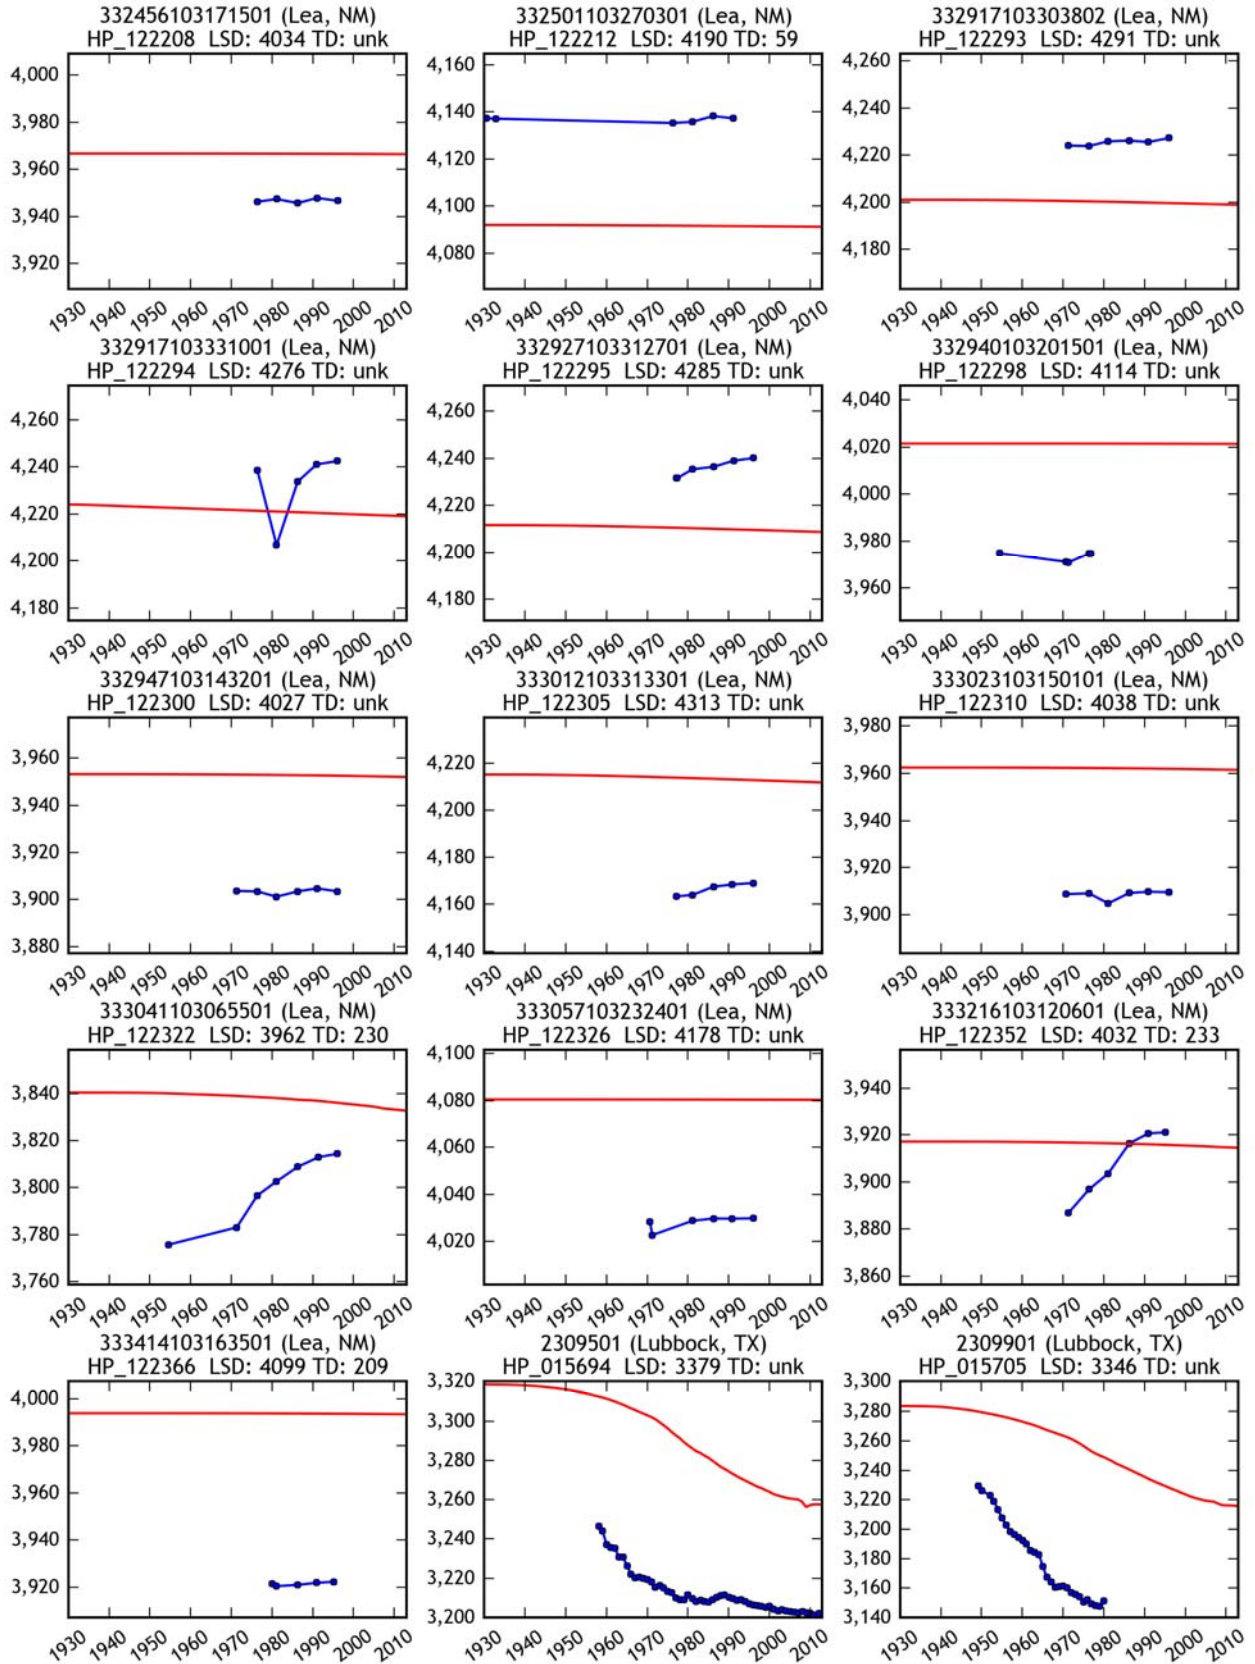 332456103171501 (Lea, NM)
HP_122208 LSD: 4034 TD: unk
4,000
3,980
3,960
3,940
3,920
1930 1940 1950 1960 1970 1980 1990 2000 2010
332501103270301 (Lea, NM)
HP_122212 LSD: 4190 TD: 59
4,160
4,140
4,120
4,100
4,080
1930 1940 1950 1960 1970 1980 1990 2000 2010
332917103303802 (Lea, NM)
HP_122293 LSD: 4291 TD: unk
4,260
4,240
4,220
4,200
4,180
1930 1940 1950 1960 1970 1980 1990 2000 2010
332917103331001 (Lea, NM)
HP_122294 LSD: 4276 TD: unk
4,260
4,240
4,220
4,200
4,180
1930 1940 1950 1960 1970 1980 1990 2000 2010
332927103312701 (Lea, NM)
HP_122295 LSD: 4285 TD: unk
4,260
4,240
4,220
4,200
4,180
1930 1940 1950 1960 1970 1980 1990 2000 2010
332940103201501 (Lea, NM)
HP_122298 LSD: 4114 TD: unk
4,040
4,020
4,000
3,980
3,960
1930 1940 1950 1960 1970 1980 1990 2000 2010
332947103143201 (Lea, NM)
HP_122300 LSD: 4027 TD: unk
3,960
3,940
3,920
3,900
3,880
1930 1940 1950 1960 1970 1980 1990 2000 2010
333012103313301 (Lea, NM)
HP_122305 LSD: 4313 TD: unk
4,220
4,200
4,180
4,160
4,140
1930 1940 1950 1960 1970 1980 1990 2000 2010
333023103150101 (Lea, NM)
HP_122310 LSD: 4038 TD: unk
3,980
3,960
3,940
3,920
3,900
1930 1940 1950 1960 1970 1980 1990 2000 2010
333041103065501 (Lea, NM)
HP_122322 LSD: 3962 TD: 230
3,840
3,820
3,800
3,780
3,760
1930 1940 1950 1960 1970 1980 1990 2000 2010
333057103232401 (Lea, NM)
HP_122326 LSD: 4178 TD: unk
4,100
4,080
4,060
4,040
4,020
1930 1940 1950 1960 1970 1980 1990 2000 2010
333216103120601 (Lea, NM)
HP_122352 LSD: 4032 TD: 233
3,940
3,920
3,900
3,880
3,860
1930 1940 1950 1960 1970 1980 1990 2000 2010
333414103163501 (Lea, NM)
HP_122366 LSD: 4099 TD: 209
4,000
3,980
3,960
3,940
3,920
1930 1940 1950 1960 1970 1980 1990 2000 2010
2309501 (Lubbock, TX)
HP_015694 LSD: 3379 TD: unk
3,320
3,300
3,280
3,260
3,240
3,220
3,200
1930 1940 1950 1960 1970 1980 1990 2000 2010
2309901 (Lubbock, TX)
HP_015705 LSD: 3346 TD: unk
3,300
3,280
3,260
3,240
3,220
3,200
3,180
3,160
3,140
1930 1940 1950 1960 1970 1980 1990 2000 2010